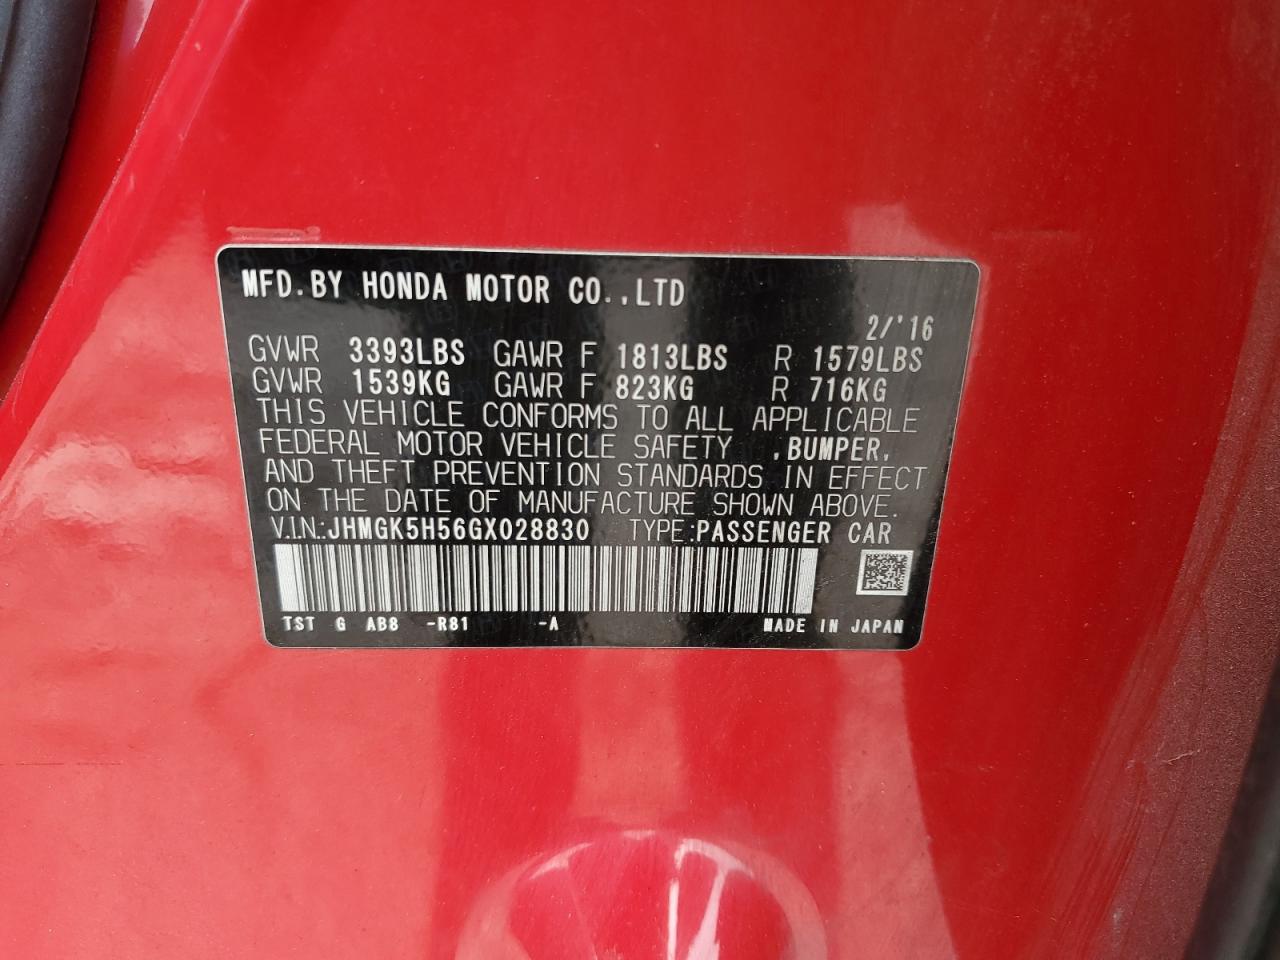 MFD.BY HONDA MOTOR CO.,LTD
2/'16
GVWR 3393LBS GAWR F 1813LBS R 1579LBS
GVWR 1539KG GAWR F 823KG R 716KG
THIS VEHICLE CONFORMS TO ALL APPLICABLE
FEDERAL MOTOR VEHICLE SAFETY ,BUMPER,
AND THEFT PREVENTION STANDARDS IN EFFECT
ON THE DATE OF MANUFACTURE SHOWN ABOVE.
V.I.N.:JHMGK5H56GX028830 TYPE:PASSENGER CAR
TST G AB8 -R81 -A MADE IN JAPAN